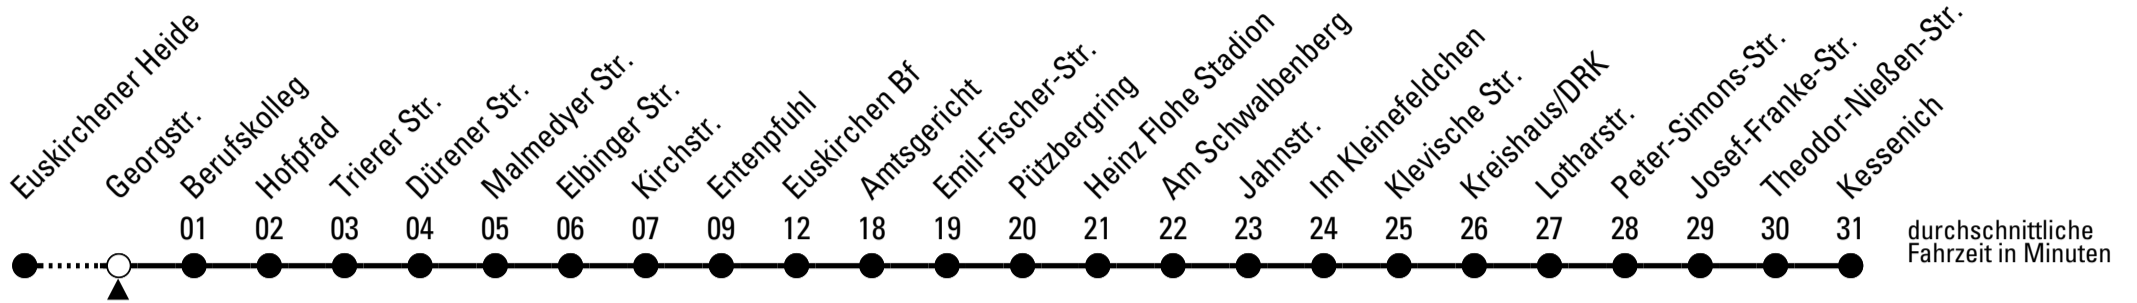 Euskirchener Heide
Georgstr.
Berufskolleg
Hofpfad
Trierer Str.
Dürener Str.
Malmedyer Str.
Elbinger Str.
Kirchstr.
Entenpfuhl
Euskirchen Bf
Amtsgericht
Emil-Fischer-Str.
Pützbergring
Heinz Flohe Stadion
Am Schwalbenberg
Jahnstr.
Im Kleinefeldchen
Klevische Str.
Kreishaus/DRK
Lotharstr.
Peter-Simons-Str.
Josef-Franke-Str.
Theodor-Nießen-Str.
Kessenich
01 02 03 04 05 06 07 09 12 18 19 20 21 22 23 24 25 26 27 28 29 30 31
durchschnittliche
Fahrzeit in Minuten